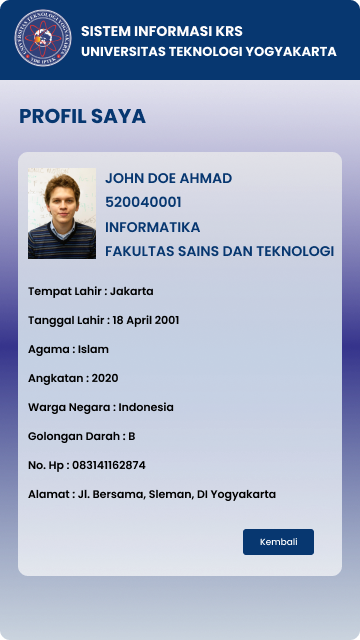 SISTEM INFORMASI KRS
UNIVERSITAS TEKNOLOGI YOGYAKARTA
PROFIL SAYA
JOHN DOE AHMAD
520040001
INFORMATIKA
FAKULTAS SAINS DAN TEKNOLOGI
Tempat Lahir : Jakarta
Tanggal Lahir : 18 April 2001
Agama : Islam
Angkatan : 2020
Warga Negara : Indonesia
Golongan Darah : B
No. Hp : 083141162874
Alamat : Jl. Bersama, Sleman, DI Yogyakarta
Kembali